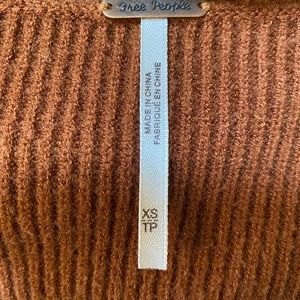 Free People
MADE IN CHINA
FABRIQUÉ EN CHINE
XS
TP